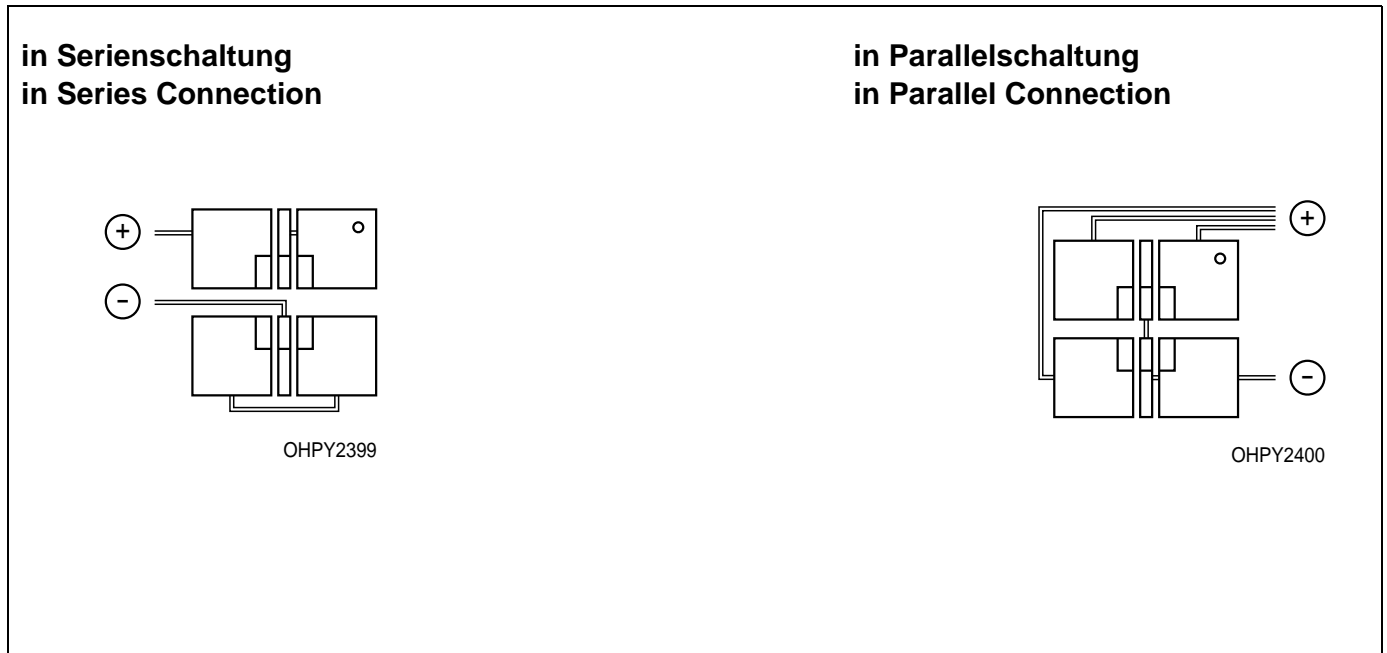 in Serienschaltung
in Series Connection
+
-
OHPY2399
in Parallelschaltung
in Parallel Connection
+
-
OHPY2400